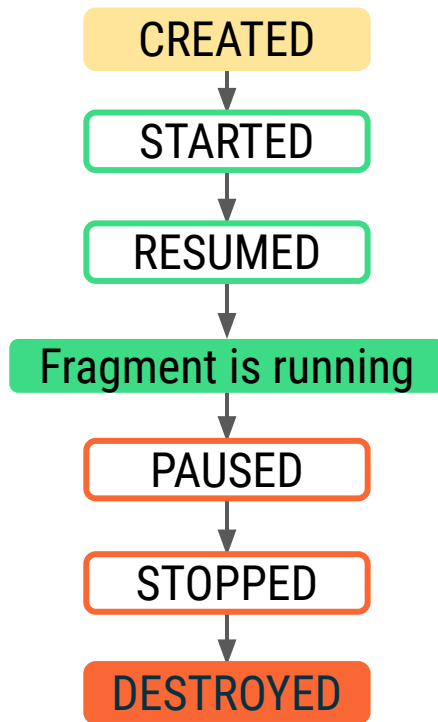 CREATED
STARTED
RESUMED
Fragment is running
PAUSED
STOPPED
DESTROYED